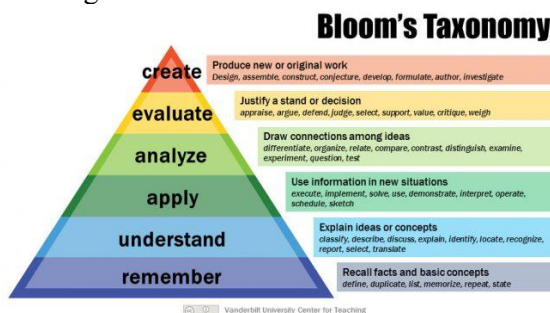 Bloom's Taxonomy
create
Produce new or original work
Design, assemble, construct, conjecture, develop, formulate, author, investigate
evaluate
Justify a stand or decision
appraise, argue, defend, judge, select, support, value, critique, weigh
analyze
Draw connections among ideas
differentiate, organize, relate, compare, contrast, distinguish, examine,
experiment, question, test
apply
Use information in new situations
execute, implement, solve, use, demonstrate, interpret, operate,
schedule, sketch
understand
Explain ideas or concepts
classify, describe, discuss, explain, identify, locate, recognize,
report, select, translate
remember
Recall facts and basic concepts
define, duplicate, list, memorize, repeat, state
Vanderbilt University Center for Teaching